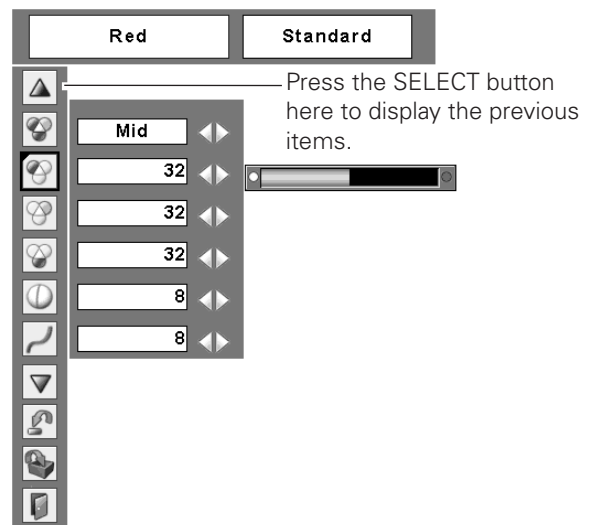 Red
Standard
Press the SELECT button
here to display the previous
items.
Mid
32
32
32
8
8